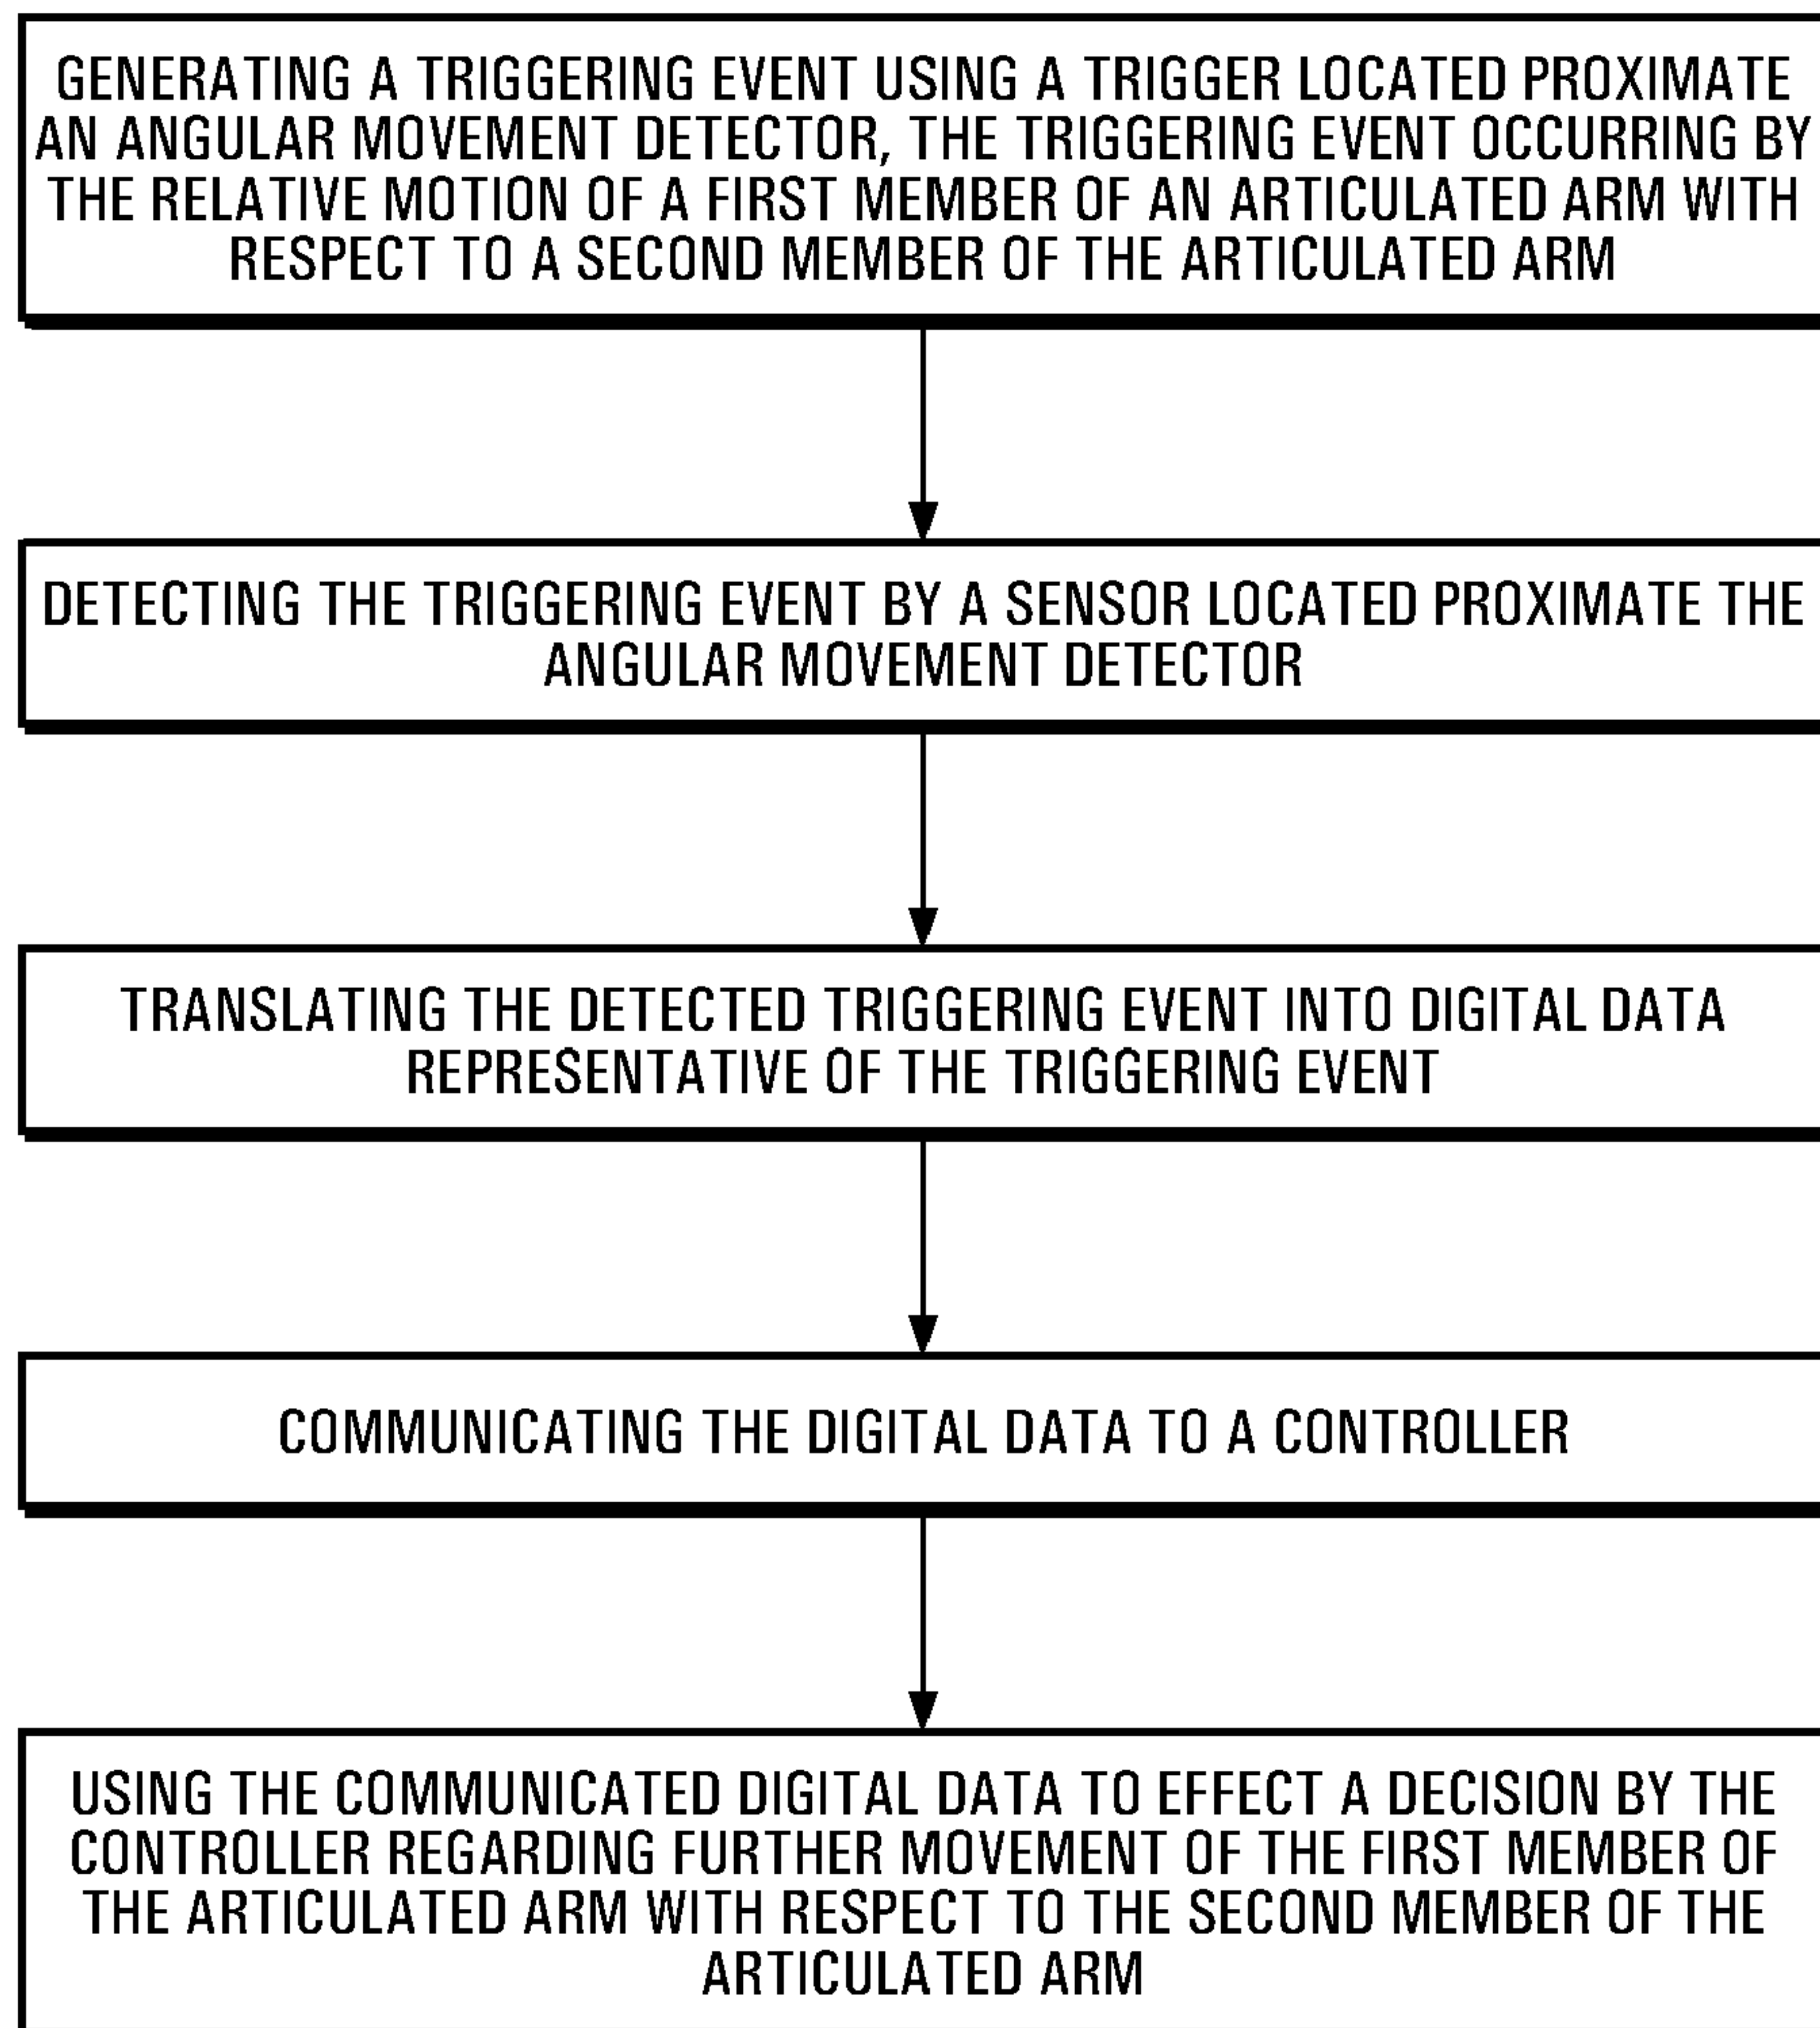 GENERATING A TRIGGERING EVENT USING A TRIGGER LOCATED PROXIMATE
AN ANGULAR MOVEMENT DETECTOR, THE TRIGGERING EVENT OCCURRING BY
THE RELATIVE MOTION OF A FIRST MEMBER OF AN ARTICULATED ARM WITH
RESPECT TO A SECOND MEMBER OF THE ARTICULATED ARM
DETECTING THE TRIGGERING EVENT BY A SENSOR LOCATED PROXIMATE THE
ANGULAR MOVEMENT DETECTOR
TRANSLATING THE DETECTED TRIGGERING EVENT INTO DIGITAL DATA
REPRESENTATIVE OF THE TRIGGERING EVENT
COMMUNICATING THE DIGITAL DATA TO A CONTROLLER
USING THE COMMUNICATED DIGITAL DATA TO EFFECT A DECISION BY THE
CONTROLLER REGARDING FURTHER MOVEMENT OF THE FIRST MEMBER OF
THE ARTICULATED ARM WITH RESPECT TO THE SECOND MEMBER OF THE
ARTICULATED ARM